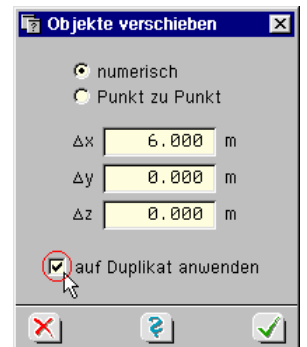 Objekte verschieben
numerisch
Punkt zu Punkt
Δx 6.000 m
Δy 0.000 m
Δz 0.000 m
auf Duplikat anwenden